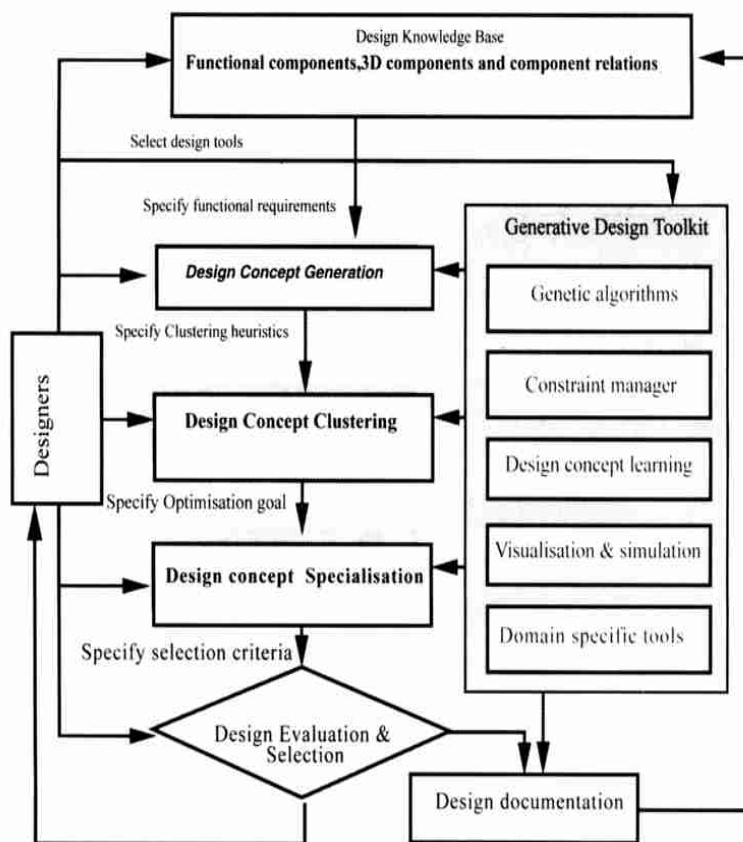 Design Knowledge Base
Functional components,3D components and component relations
Select design tools
Specify functional requirements
Generative Design Toolkit
Design Concept Generation
Genetic algorithms
Specify Clustering heuristics
Constraint manager
Designers
Design Concept Clustering
Design concept learning
Specify Optimisation goal
Visualisation & simulation
Design concept Specialisation
Domain specific tools
Specify selection criteria
Design Evaluation &
Selection
Design documentation